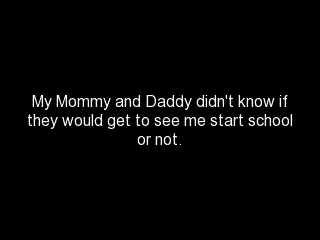 My Mommy and Daddy didn't know if
they would get to see me start school
or not.